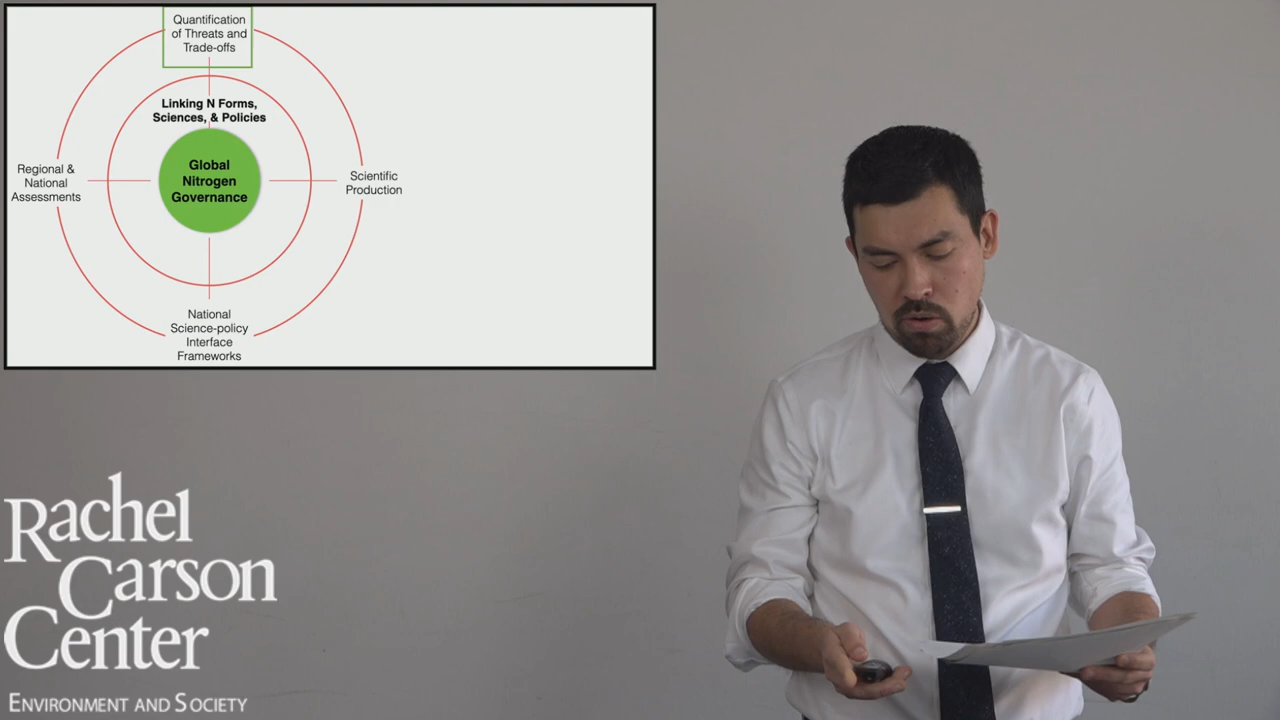 Quantification
of Threats and
Trade-offs
Linking N Forms,
Sciences, & Policies
Global
Nitrogen
Governance
Regional &
National
Assessments
Scientific
Production
National
Science-policy
Interface
Frameworks
Rachel
Carson
Center
ENVIRONMENT AND SOCIETY